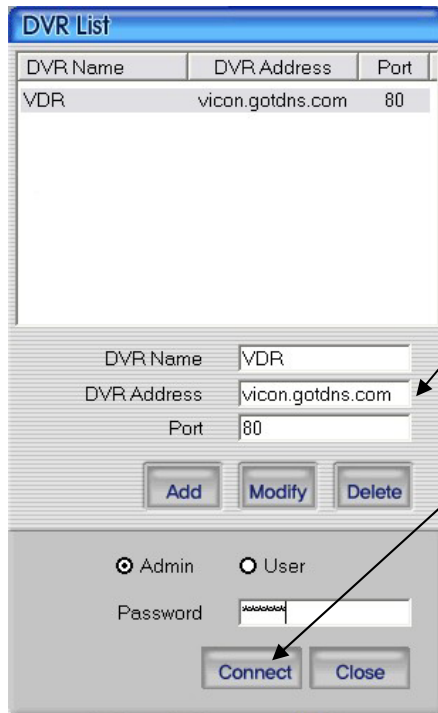 DVR List
DVR Name DVR Address Port
VDR vicon.gotdns.com 80
DVR Name VDR
DVR Address vicon.gotdns.com
Port 80
Add Modify Delete
Admin User
Password *******
Connect Close